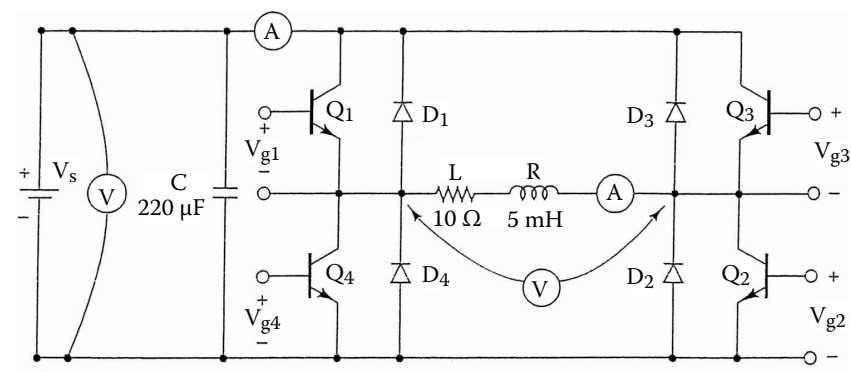 A
Q1
D1
D3
Q3
+
+
Vg1
−
Vg3
+
Vs
−
V
C
220 µF
L
R
A
−
10 Ω
5 mH
Q4
D4
V
D2
Q2
+
+
Vg4
−
Vg2
−